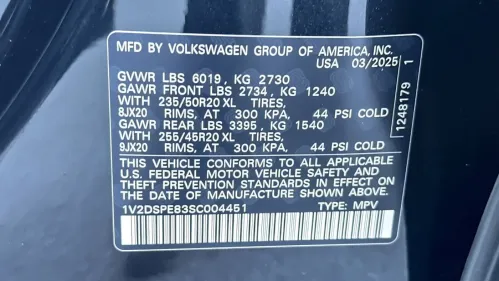 MFD BY VOLKSWAGEN GROUP OF AMERICA, INC.
USA 03/2025
GVWR LBS 6019, KG 2730
GAWR FRONT LBS 2734, KG 1240
WITH 235/50R20 XL TIRES,
8JX20 RIMS, AT 300 KPA/CQ, 44 PSI COLD
GAWR REAR LBS 3395, KG 1540
WITH 255/45R20 XL TIRES,
9JX20 RIMS, AT 300 KPA/CQ, 44 PSI COLD
THIS VEHICLE CONFORMS TO ALL APPLICABLE
U.S. FEDERAL MOTOR VEHICLE SAFETY
AND THEFT PREVENTION STANDARDS IN EFFECT ON
THE DATE OF MANUFACTURE SHOWN ABOVE.
1V2DSPE83SC004451 TYPE: MPV
1248179 1